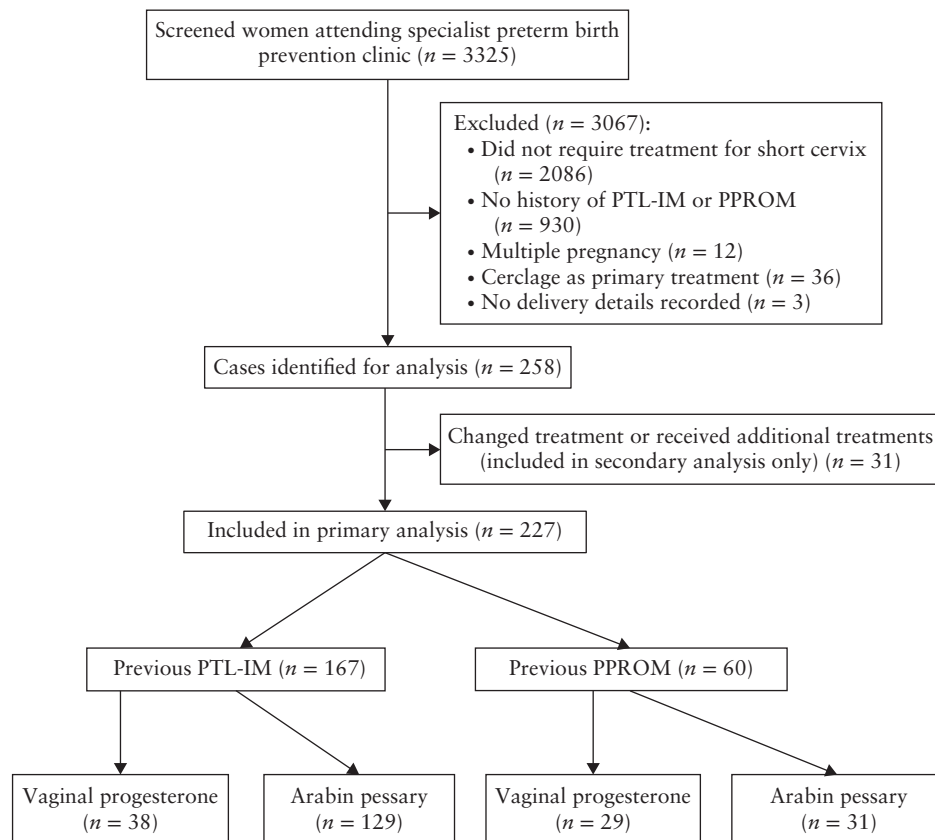 Screened women attending specialist preterm birth
prevention clinic (n = 3325)
Excluded (n = 3067):
• Did not require treatment for short cervix
(n = 2086)
• No history of PTL-IM or PPROM
(n = 930)
• Multiple pregnancy (n = 12)
• Cerclage as primary treatment (n = 36)
• No delivery details recorded (n = 3)
Cases identified for analysis (n = 258)
Changed treatment or received additional treatments
(included in secondary analysis only) (n = 31)
Included in primary analysis (n = 227)
Previous PTL-IM (n = 167)
Previous PPROM (n = 60)
Vaginal progesterone
(n = 38)
Arabin pessary
(n = 129)
Vaginal progesterone
(n = 29)
Arabin pessary
(n = 31)